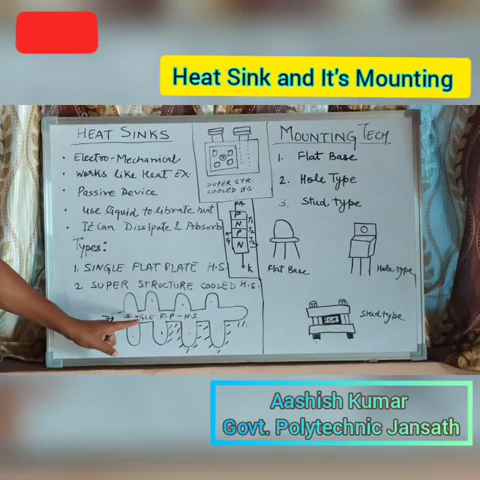 Heat Sink and It's Mounting
HEAT SINKS
• Electro-Mechanical
• works like Heat Ex.
• Passive Device
• use liquid to librate heat
• It can Dissipate & Absorb
Types:
1. SINGLE FLAT PLATE H.S
2 SUPER STRUCTURE COOLED H.S.
SINGLE F.P-H.S
SUPER STR.
COOLED HS.
P
N
P
N
K
MOUNTING TECH
1. Flat Base
2. Hole Type
3. Stud type
Flat Base
Hole type
Stud type
Aashish Kumar
Govt. Polytechnic Jansath